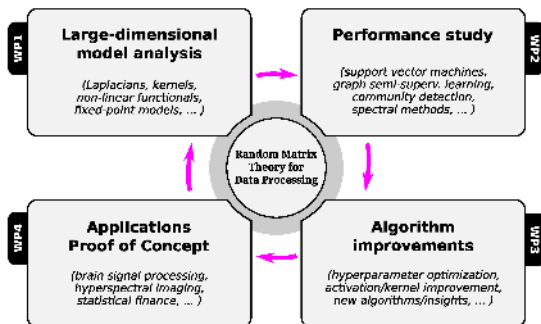 WP1
Large-dimensional
model analysis
(Laplacians, kernels,
non-linear functionals,
fixed-point models, ... )
WP2
Performance study
(support vector machines,
graph semi-superv. learning,
community detection,
spectral methods, ... )
Random Matrix
Theory for
Data Processing
WP4
Applications
Proof of Concept
(brain signal processing,
hyperspectral imaging,
statistical finance, ... )
WP3
Algorithm
improvements
(hyperparameter optimization,
activation/kernel improvement,
new algorithms/insights, ... )